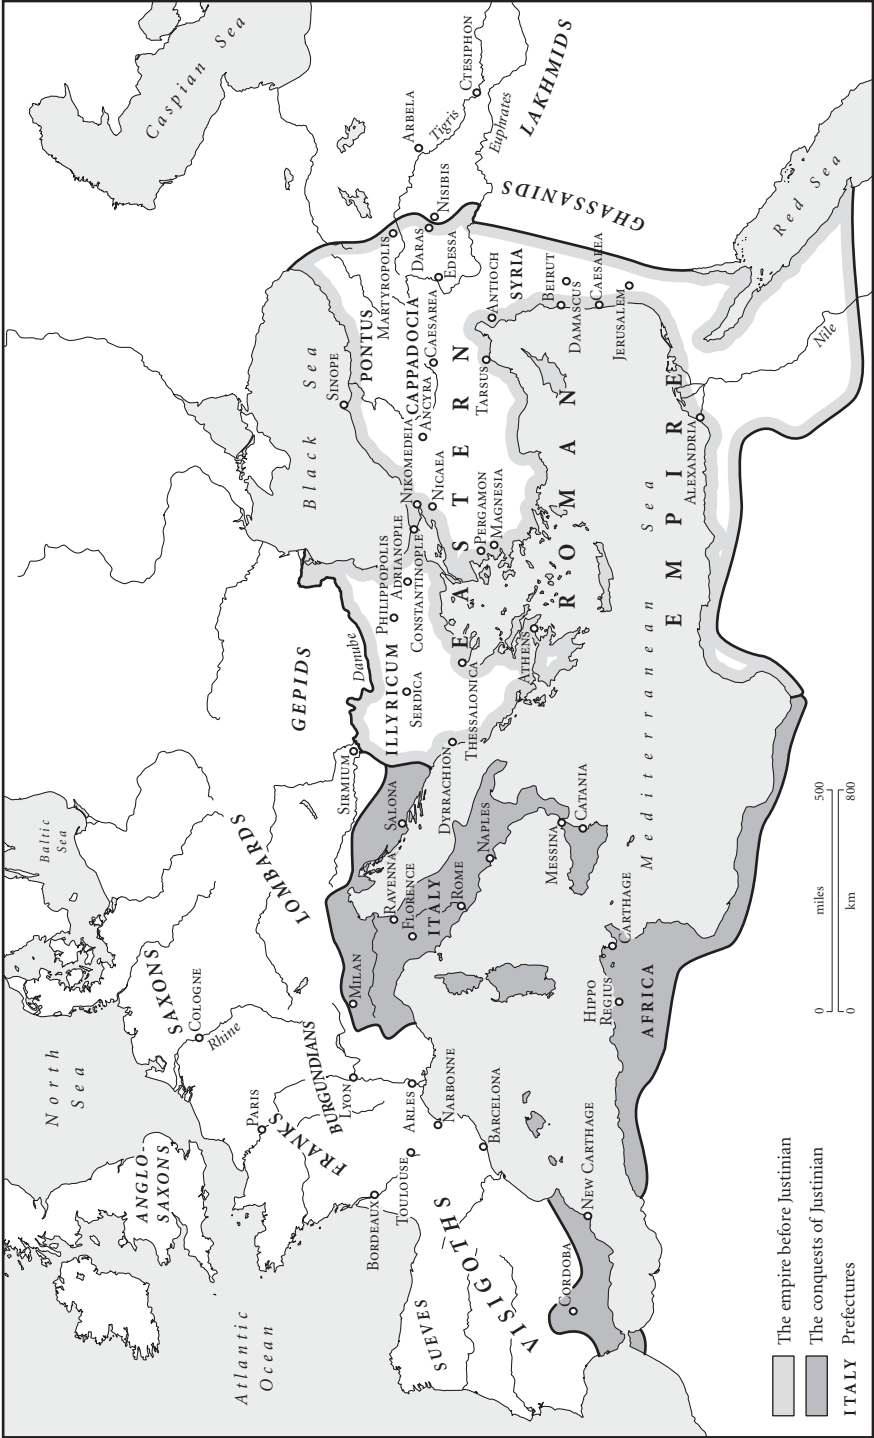 Atlantic
Ocean
North
Sea
Baltic
Sea
Caspian Sea
Black Sea
Mediterranean Sea
Red Sea
ANGLO-
SAXONS
SAXONS
COLOGNE
Rhine
PARIS
FRANKS
BURGUNDIANS
LYON
LOMBARDS
GEPIDS
Danube
BORDEAUX
TOULOUSE
ARLES
NARBONNE
BARCELONA
SUEVES
VISIGOTHS
CORDOBA
NEW CARTHAGE
MILAN
RAVENNA
FLORENCE
ITALY
ROME
NAPLES
SALONA
SIRMIUM
MESSINA
CATANIA
HIPPO
REGIUS
CARTHAGE
AFRICA
ILLYRICUM
SERDICA
PHILIPPOPOLIS
ADRIANOPLE
CONSTANTINOPLE
DYRRACHION
THESSALONICA
ATHENS
NIKOMEDEIA
NICAEA
PERGAMON
MAGNESIA
EASTERN
ROMAN
EMPIRE
SINOPE
PONTUS
ANCYRA
CAPPADOCIA
CAESAREA
TARSUS
MARTYROPOLIS
DARAS
NISIBIS
EDESSA
ARBELA
Tigris
CTESIPHON
Euphrates
LAKHMIDS
GHASSANIDS
ANTIOCH
SYRIA
BEIRUT
DAMASCUS
CAESAREA
JERUSALEM
ALEXANDRIA
Nile
0 miles 500
0 km 800
The empire before Justinian
The conquests of Justinian
ITALY Prefectures